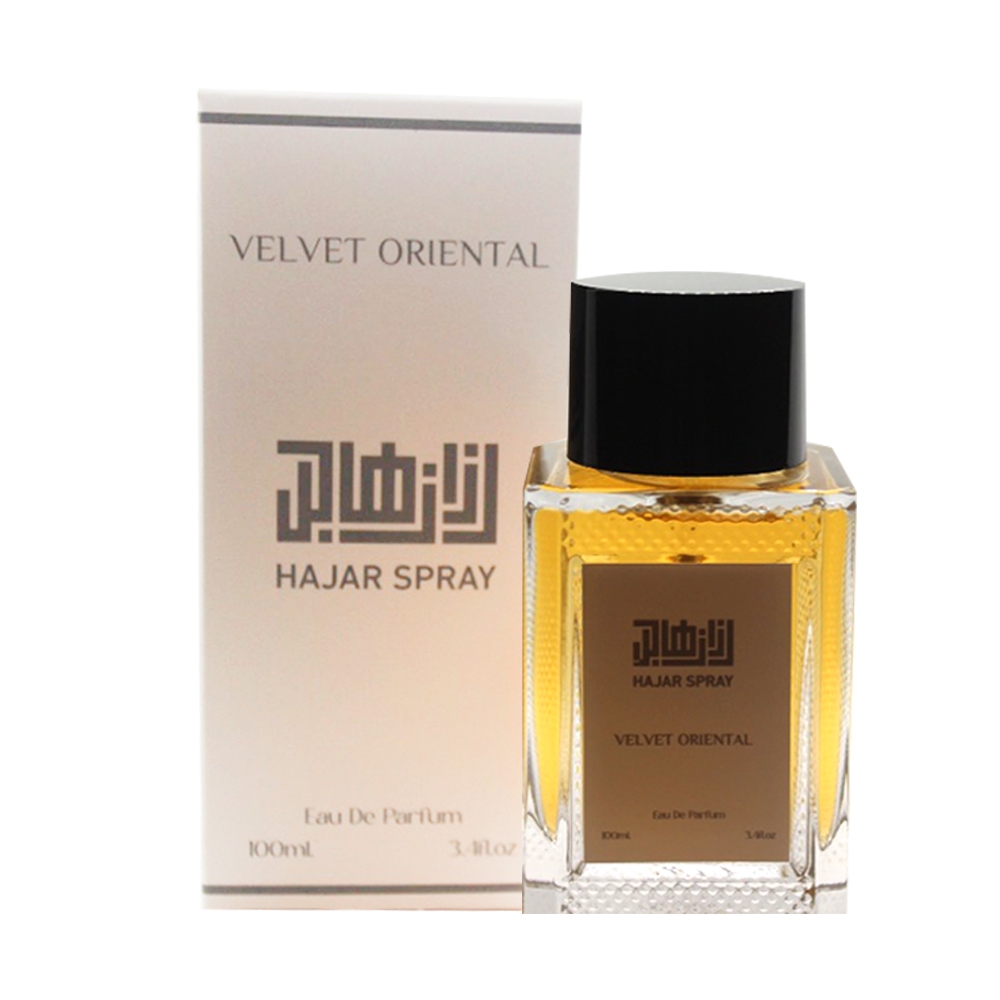 VELVET ORIENTAL
HAJAR SPRAY
Eau De Parfum
100mL 3.4fl.oz
HAJAR SPRAY
VELVET ORIENTAL
Eau De Parfum
100mL 3.4fl.oz